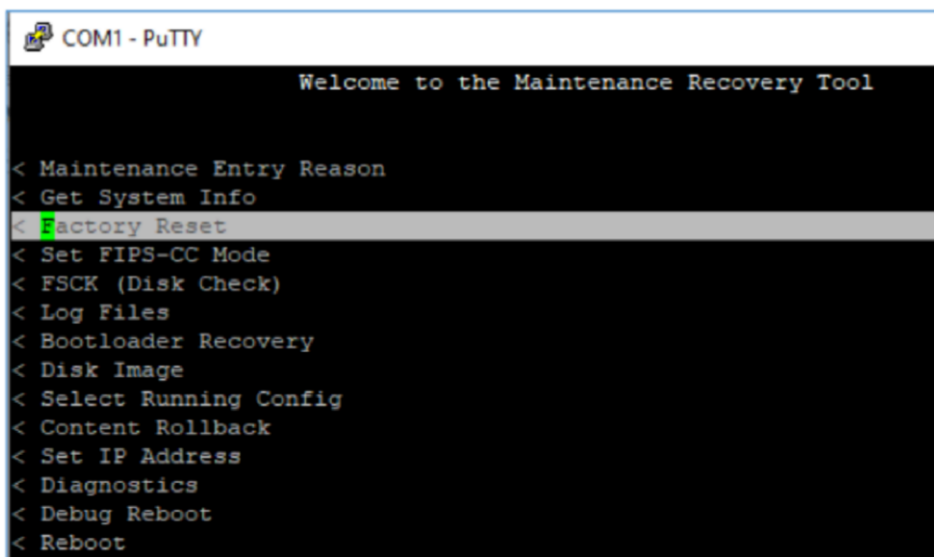 COM1 - PuTTY
Welcome to the Maintenance Recovery Tool
< Maintenance Entry Reason
< Get System Info
< Factory Reset
< Set FIPS-CC Mode
< FSCK (Disk Check)
< Log Files
< Bootloader Recovery
< Disk Image
< Select Running Config
< Content Rollback
< Set IP Address
< Diagnostics
< Debug Reboot
< Reboot